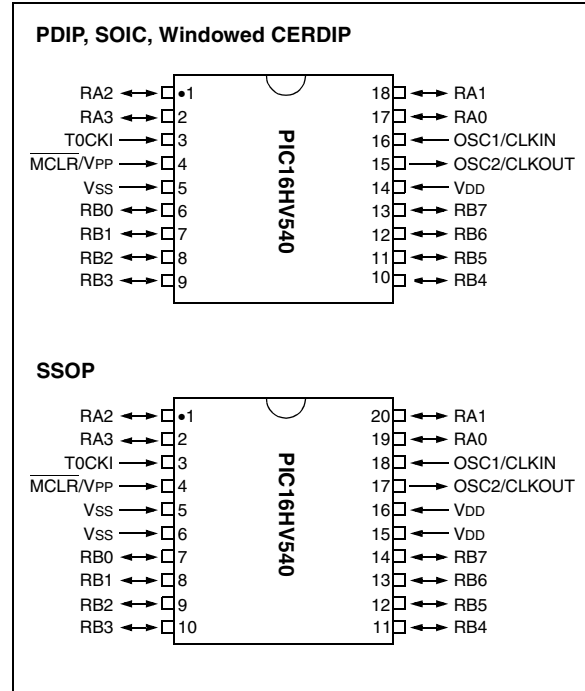 PDIP, SOIC, Windowed CERDIP
RA2 •1 18 RA1
RA3 2 17 RA0
T0CKI 3 16 OSC1/CLKIN
MCLR/VPP 4 15 OSC2/CLKOUT
VSS 5 14 VDD
RB0 6 13 RB7
RB1 7 12 RB6
RB2 8 11 RB5
RB3 9 10 RB4
PIC16HV540
SSOP
RA2 •1 20 RA1
RA3 2 19 RA0
T0CKI 3 18 OSC1/CLKIN
MCLR/VPP 4 17 OSC2/CLKOUT
VSS 5 16 VDD
VSS 6 15 VDD
RB0 7 14 RB7
RB1 8 13 RB6
RB2 9 12 RB5
RB3 10 11 RB4
PIC16HV540